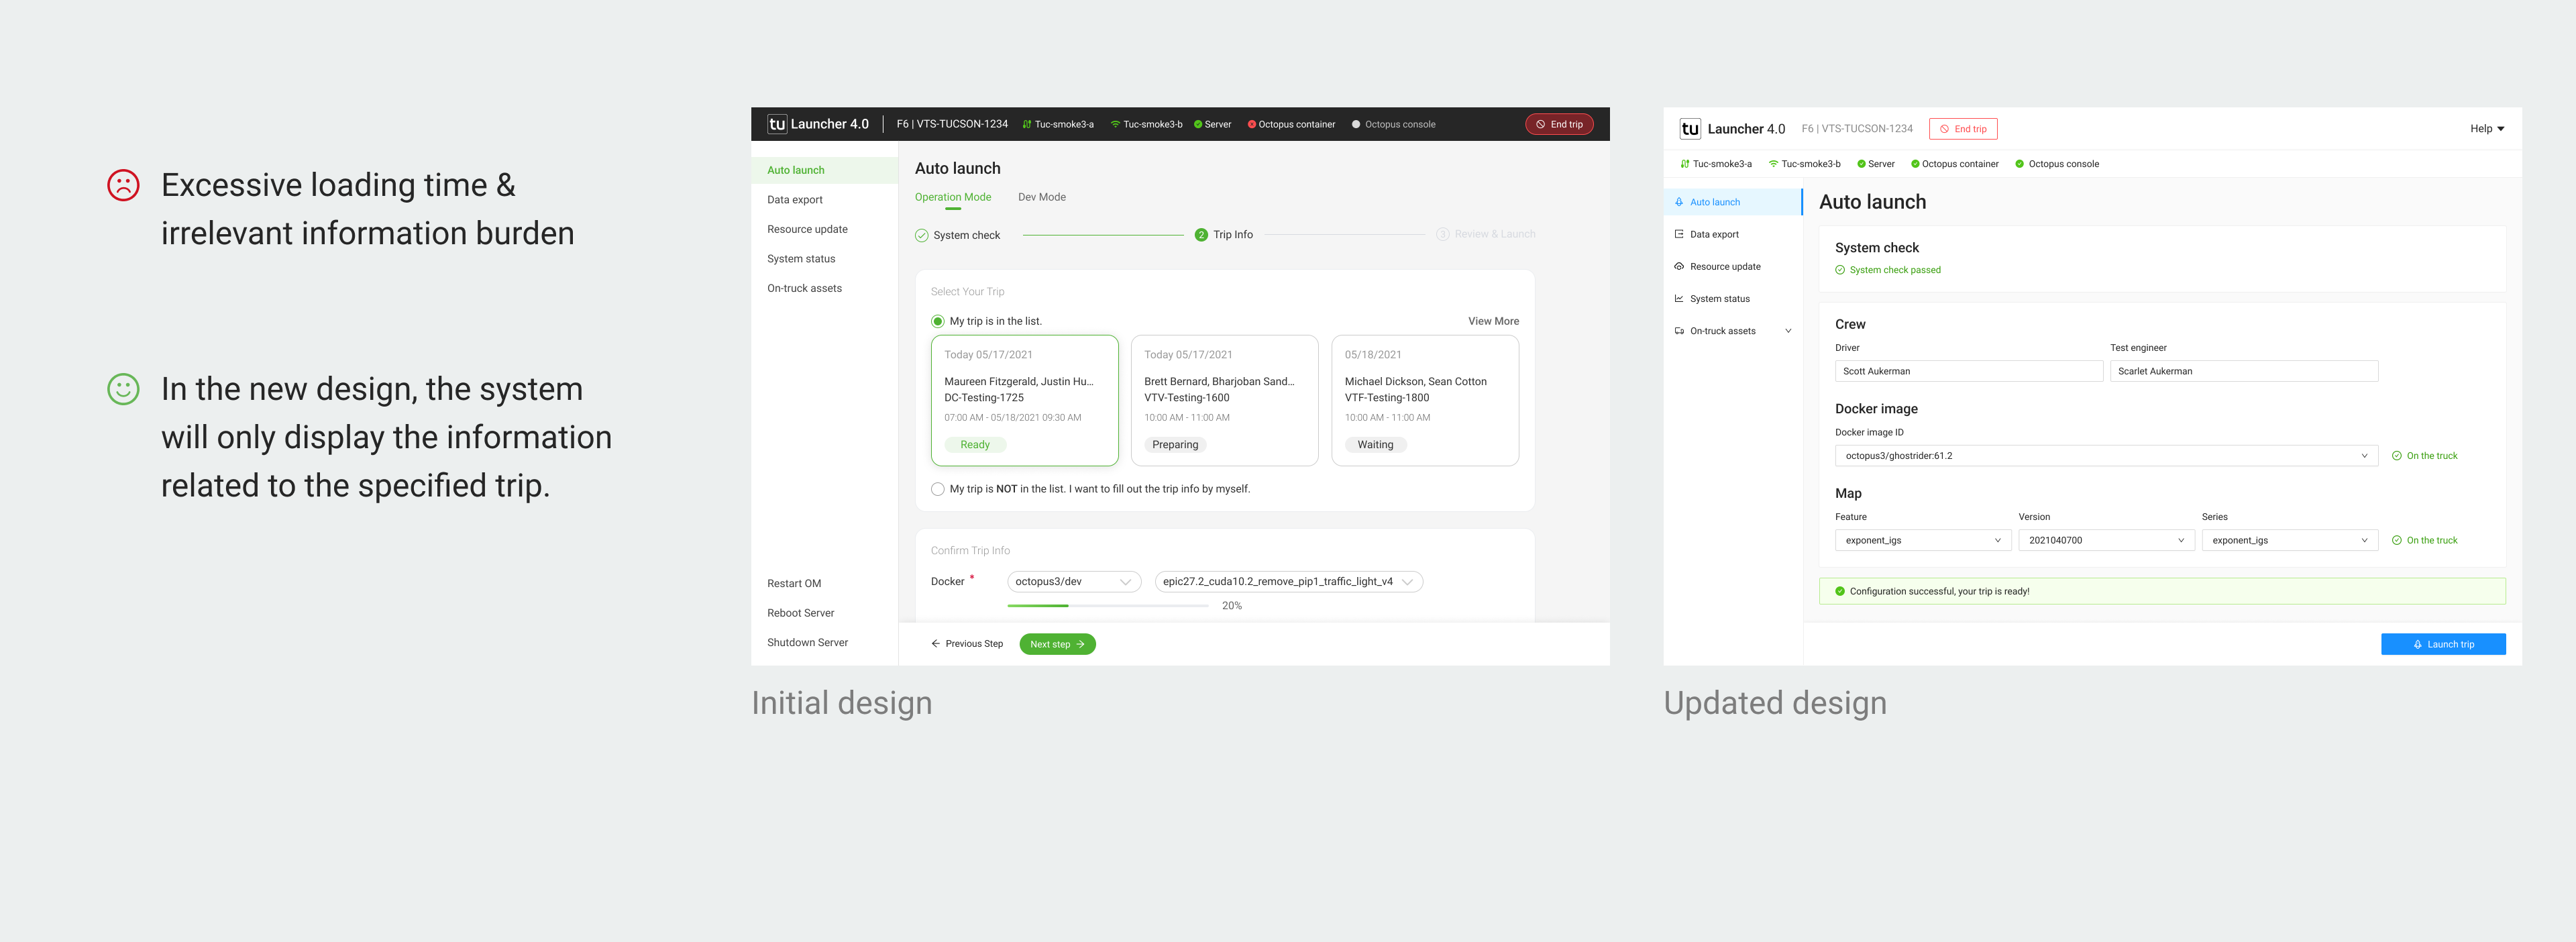 Excessive loading time &
irrelevant information burden
In the new design, the system
will only display the information
related to the specified trip.
tu Launcher 4.0 F6 | VTS-TUCSON-1234 Tuc-smoke3-a Tuc-smoke3-b Server Octopus container Octopus console End trip
Auto launch
Data export
Resource update
System status
On-truck assets
Restart OM
Reboot Server
Shutdown Server
Auto launch
Operation Mode Dev Mode
System check 2 Trip Info 3 Review & Launch
Select Your Trip
My trip is in the list. View More
Today 05/17/2021
Maureen Fitzgerald, Justin Hu...
DC-Testing-1725
07:00 AM - 05/18/2021 09:30 AM
Ready
Today 05/17/2021
Brett Bernard, Bharjoban Sand...
VTV-Testing-1600
10:00 AM - 11:00 AM
Preparing
05/18/2021
Michael Dickson, Sean Cotton
VTF-Testing-1800
10:00 AM - 11:00 AM
Waiting
My trip is NOT in the list. I want to fill out the trip info by myself.
Confirm Trip Info
Docker * octopus3/dev epic27.2_cuda10.2_remove_pip1_traffic_light_v4
20%
Previous Step Next step
Initial design
tu Launcher 4.0 F6 | VTS-TUCSON-1234 End trip Help
Tuc-smoke3-a Tuc-smoke3-b Server Octopus container Octopus console
Auto launch
Data export
Resource update
System status
On-truck assets
Auto launch
System check
System check passed
Crew
Driver Test engineer
Scott Aukerman Scarlet Aukerman
Docker image
Docker image ID
octopus3/ghostrider:61.2 On the truck
Map
Feature Version Series
exponent_igs 2021040700 exponent_igs On the truck
Configuration successful, your trip is ready!
Launch trip
Updated design